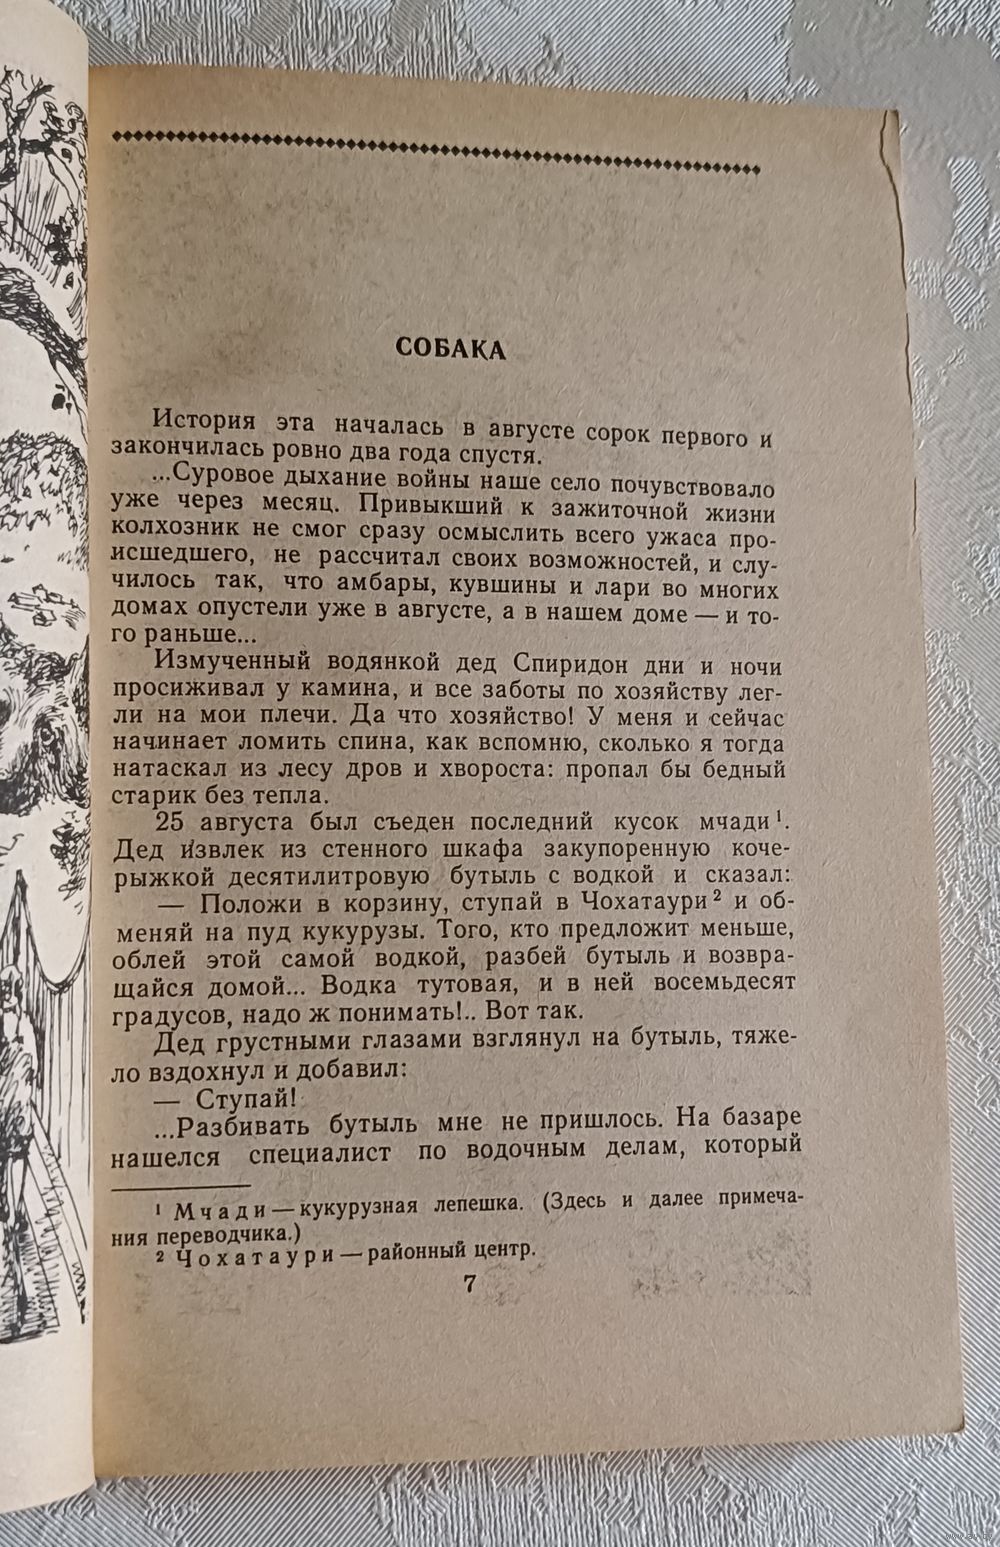 СОБАКА
История эта началась в августе сорок первого и
закончилась ровно два года спустя.
...Суровое дыхание войны наше село почувствовало
уже через месяц. Привыкший к зажиточной жизни
колхозник не смог сразу осмыслить всего ужаса про-
исшедшего, не рассчитал своих возможностей, и слу-
чилось так, что амбары, кувшины и лари во многих
домах опустели уже в августе, а в нашем доме — и то-
го раньше...
Измученный водянкой дед Спиридон дни и ночи
просиживал у камина, и все заботы по хозяйству лег-
ли на мои плечи. Да что хозяйство! У меня и сейчас
начинает ломить спина, как вспомню, сколько я тогда
натаскал из лесу дров и хвороста: пропал бы бедный
старик без тепла.
25 августа был съеден последний кусок мчади ¹.
Дед извлек из стенного шкафа закупоренную коче-
рыжкой десятилитровую бутыль с водкой и сказал:
— Положи в корзину, ступай в Чохатаури ² и об-
меняй на пуд кукурузы. Того, кто предложит меньше,
облей этой самой водкой, разбей бутыль и возвра-
щайся домой... Водка тутовая, и в ней восемьдесят
градусов, надо ж понимать!.. Вот так.
Дед грустными глазами взглянул на бутыль, тяже-
ло вздохнул и добавил:
— Ступай!
...Разбивать бутыль мне не пришлось. На базаре
нашелся специалист по водочным делам, который
¹ Мчади — кукурузная лепешка. (Здесь и далее примеча-
ния переводчика.)
² Чохатаури — районный центр.
7